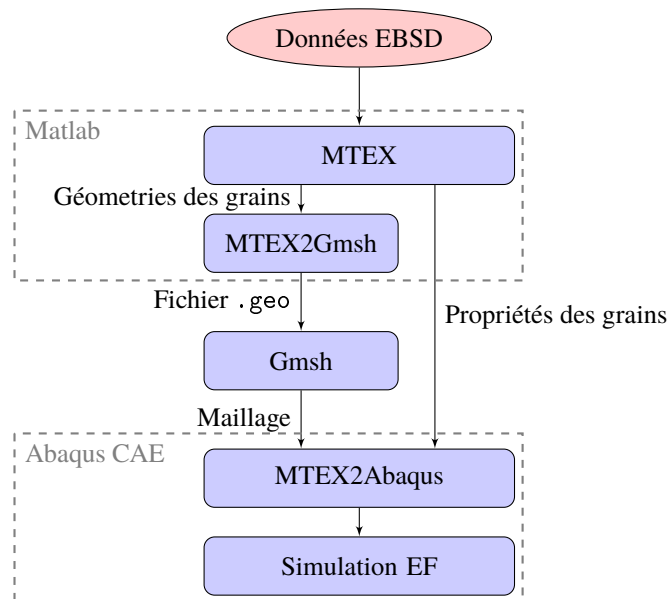 Données EBSD
Matlab
MTEX
Géometries des grains
MTEX2Gmsh
Fichier .geo
Propriétés des grains
Gmsh
Maillage
Abaqus CAE
MTEX2Abaqus
Simulation EF